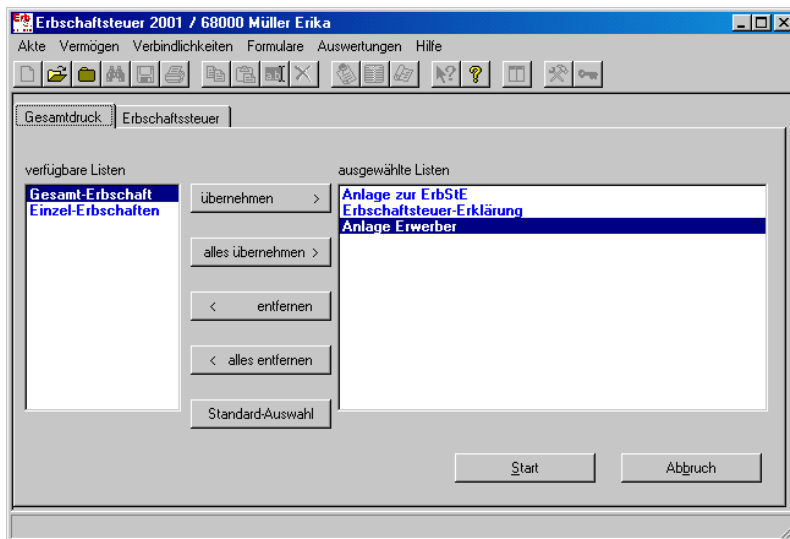 Erbschaftsteuer 2001 / 68000 Müller Erika
Akte Vermögen Verbindlichkeiten Formulare Auswertungen Hilfe
Gesamtdruck Erbschaftssteuer
verfügbare Listen
ausgewählte Listen
Gesamt-Erbschaft
Einzel-Erbschaften
übernehmen >
alles übernehmen >
< entfernen
< alles entfernen
Standard-Auswahl
Anlage zur ErbStE
Erbschaftsteuer-Erklärung
Anlage Erwerber
Start Abbruch